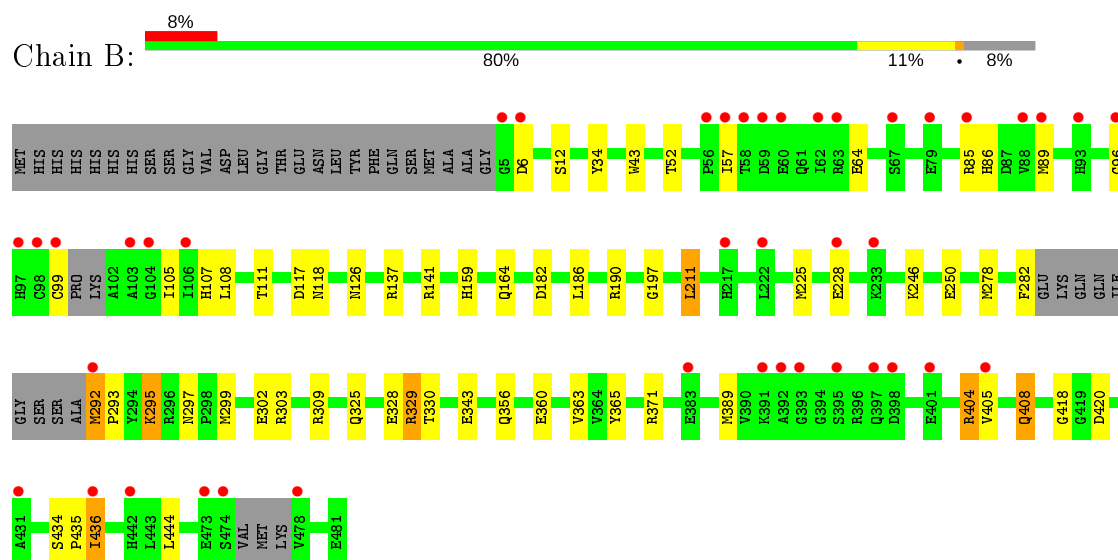 8%
Chain B:
80% 11% • 8%
MET HIS HIS HIS HIS HIS HIS SER SER GLY VAL ASP LEU GLY THR GLU ASN LEU TYR PHE GLN SER MET ALA ALA GLY G5 D6 S12 Y34 W43 T52 P56 I57 T58 D59 E60 Q61 I62 R63 E64 S67 E79 R85 H86 D87 V88 M89 H93
H97 C98 C99 PRO LYS A102 A103 G104 I105 I106 H107 L108 T111 D117 N118 N126 R137 R141 H159 Q164 D182 L186 R190 G197 L211 H217 L222 M225 E228 K233 K246 E250 M278 F282 GLU LYS GLN GLN ILE
GLY SER SER ALA M292 P293 Y294 K295 R296 N297 P298 M299 E302 R303 R309 Q325 E328 R329 T330 E343 Q356 E360 V363 V364 Y365 R371 E383 M389 V390 K391 A392 G393 G394 S395 R396 Q397 D398 E401 R404 V405 Q408 G418 G419 D420
A431 S434 P435 I436 H442 L443 L444 E473 S474 VAL MET LYS V478 E481